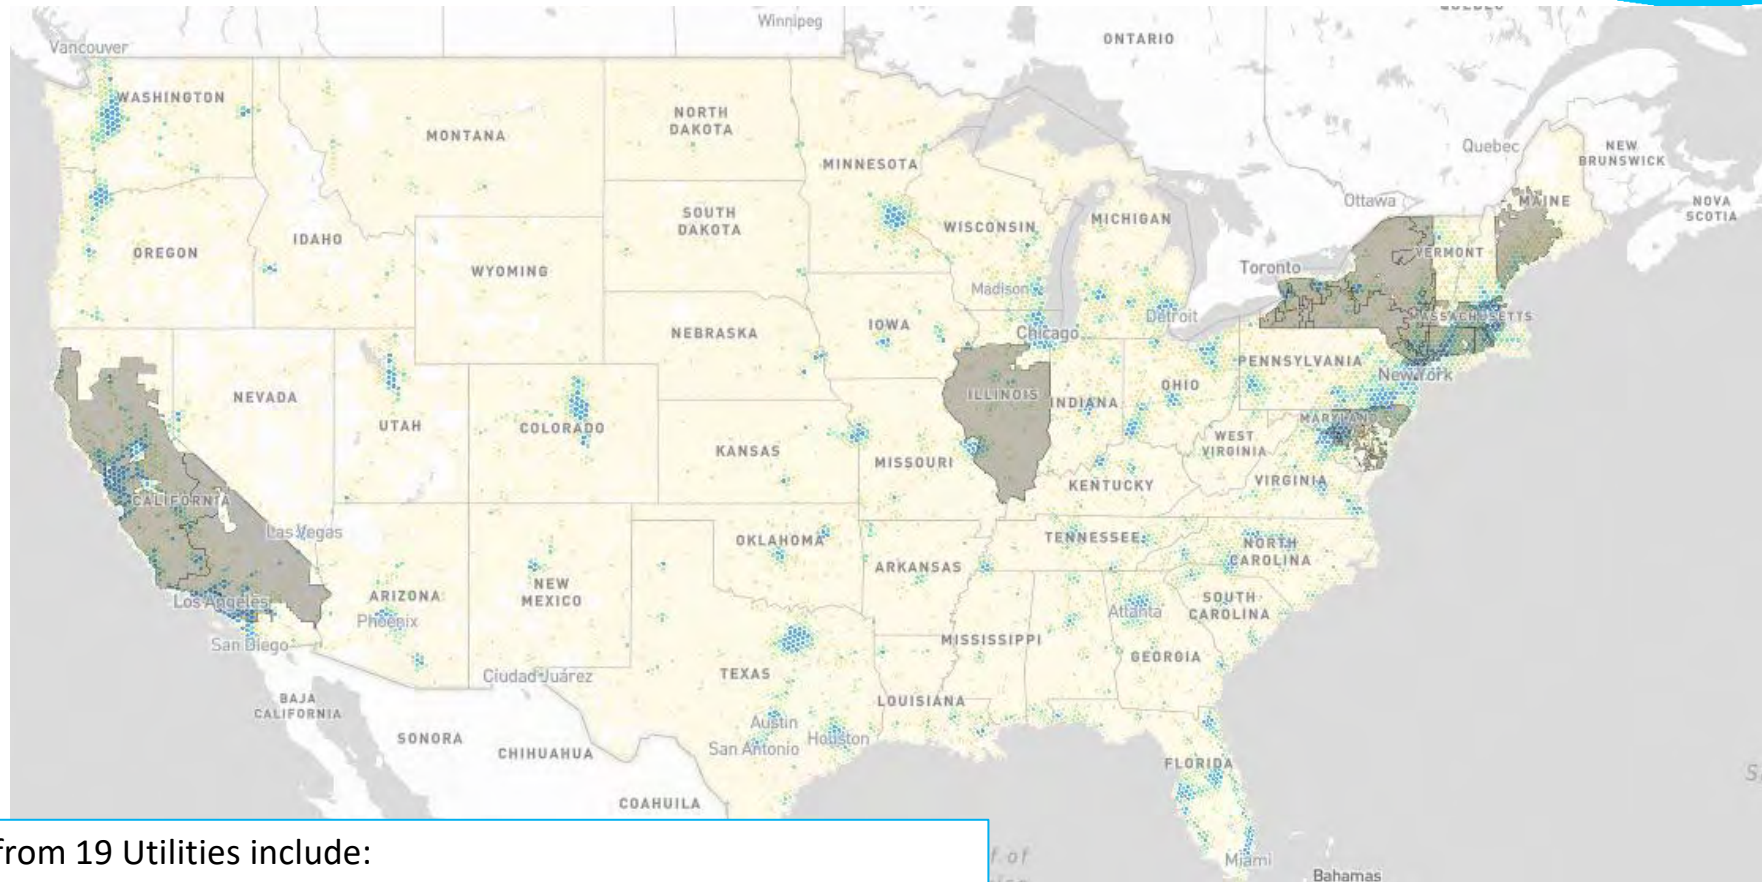 Winnipeg
ONTARIO
Vancouver
WASHINGTON
MONTANA
NORTH
DAKOTA
MINNESOTA
Quebec
NEW
BRUNSWICK
OREGON
IDAHO
WYOMING
SOUTH
DAKOTA
WISCONSIN
MICHIGAN
Ottawa
MAINE
NOVA
SCOTIA
VERMONT
Toronto
Madison
Detroit
MASSACHUSETTS
NEBRASKA
IOWA
Chicago
PENNSYLVANIA
New York
NEVADA
UTAH
COLORADO
ILLINOIS
INDIANA
OHIO
MARYLAND
KANSAS
MISSOURI
WEST
VIRGINIA
KENTUCKY
VIRGINIA
CALIFORNIA
Las Vegas
OKLAHOMA
ARKANSAS
TENNESSEE
NORTH
CAROLINA
Los Angeles
ARIZONA
Phoenix
NEW
MEXICO
Atlanta
SOUTH
CAROLINA
San Diego
MISSISSIPPI
GEORGIA
Ciudad Juárez
TEXAS
LOUISIANA
BAJA
CALIFORNIA
SONORA
CHIHUAHUA
Austin
San Antonio
Houston
FLORIDA
COAHUILA
from 19 Utilities include:
f of
Miami
Bahamas